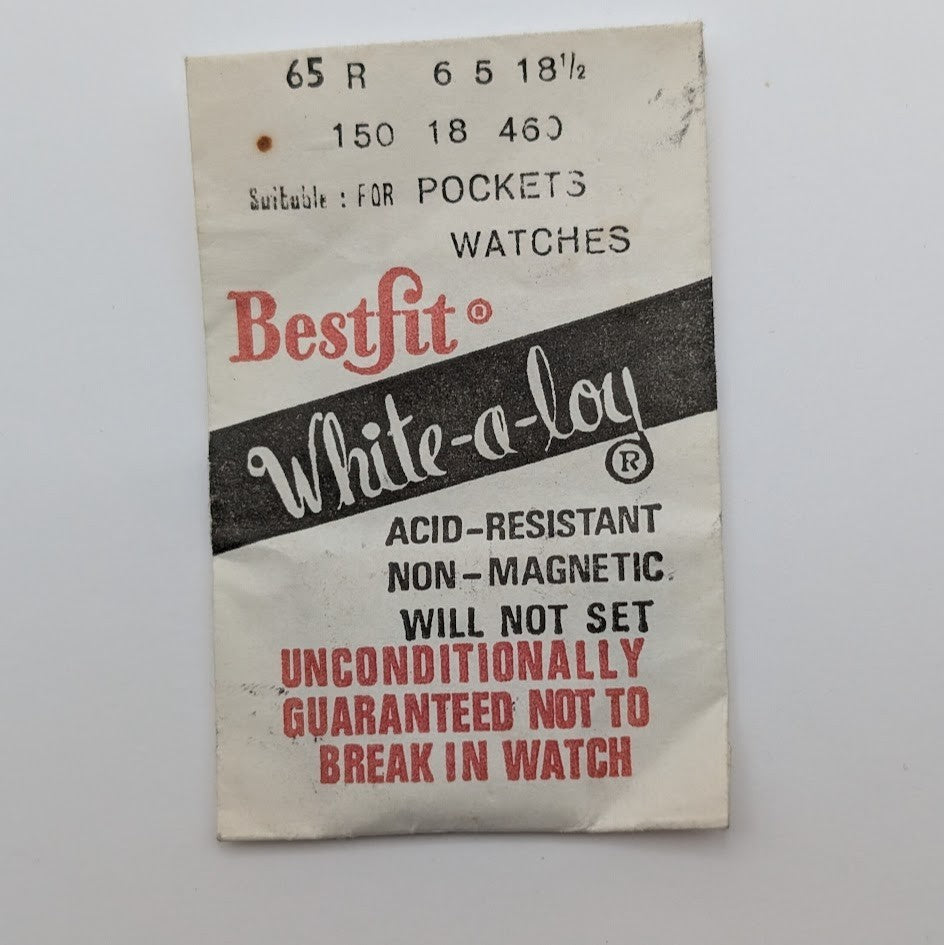 65 R 6 5 18½
150 18 460
Suitable : FOR POCKETS
WATCHES
Bestfit®
White-a-loy
®
ACID-RESISTANT
NON-MAGNETIC.
WILL NOT SET
UNCONDITIONALLY
GUARANTEED NOT TO
BREAK IN WATCH